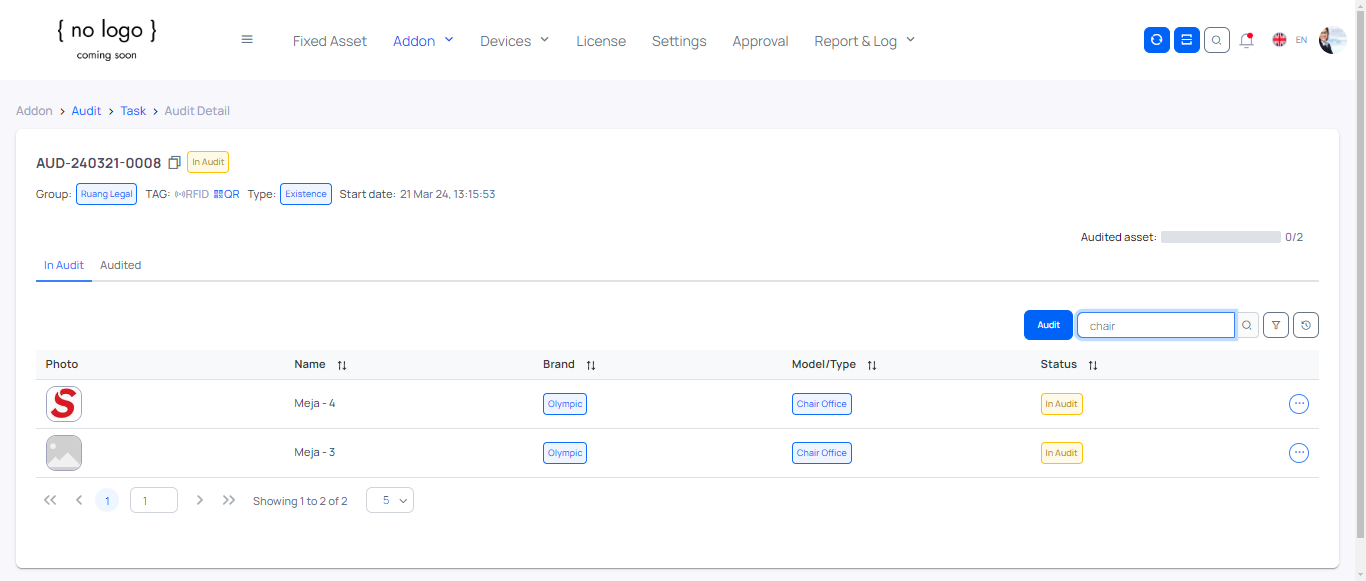 { no logo }
coming soon
Fixed Asset Addon Devices License Settings Approval Report & Log EN
Addon > Audit > Task > Audit Detail
AUD-240321-0008 In Audit
Group: Ruang Legal TAG: RFID QR Type: Existence Start date: 21 Mar 24, 13:15:53
Audited asset: 0/2
In Audit Audited
Audit chair
Photo Name Brand Model/Type Status
S
Meja - 4 Olympic Chair Office In Audit
Meja - 3 Olympic Chair Office In Audit
1 1 Showing 1 to 2 of 2 5